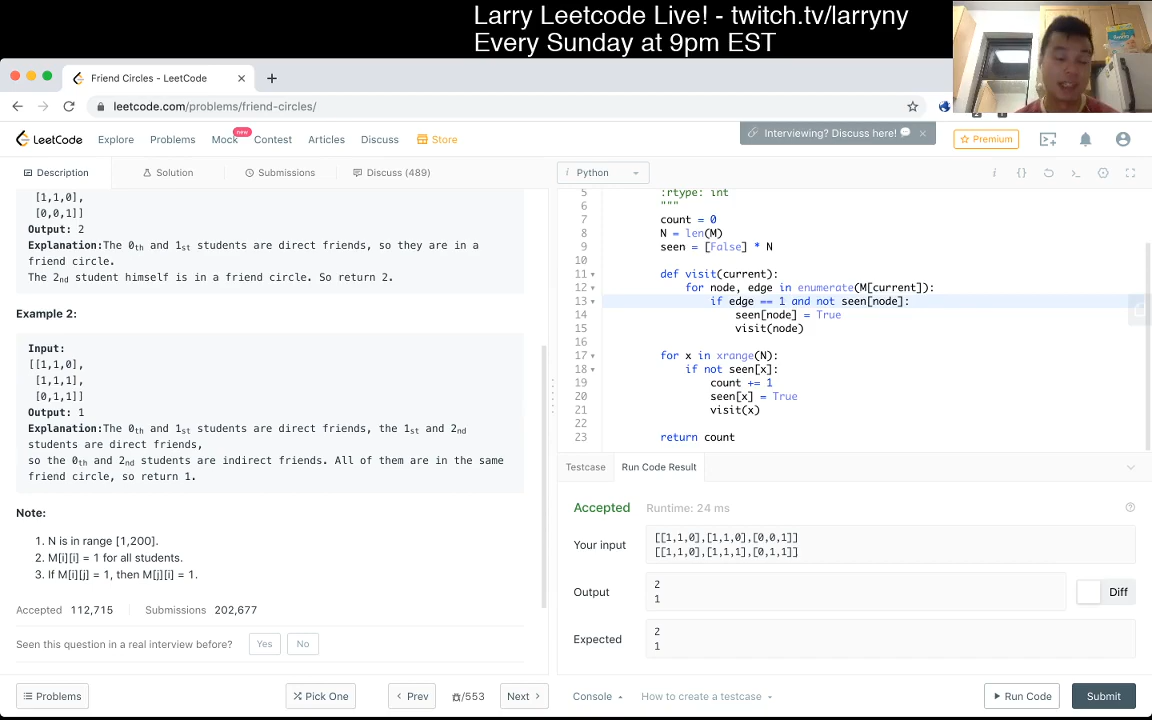 Larry Leetcode Live! - twitch.tv/larryny
Every Sunday at 9pm EST
Friend Circles - LeetCode
leetcode.com/problems/friend-circles/
LeetCode Explore Problems Mock new Contest Articles Discuss Store
Interviewing? Discuss here!
Premium
Description Solution Submissions Discuss (489)
[1,1,0],
[0,0,1]]
Output: 2
Explanation:The 0th and 1st students are direct friends, so they are in a
friend circle.
The 2nd student himself is in a friend circle. So return 2.
Example 2:
Input:
[[1,1,0],
[1,1,1],
[0,1,1]]
Output: 1
Explanation:The 0th and 1st students are direct friends, the 1st and 2nd
students are direct friends,
so the 0th and 2nd students are indirect friends. All of them are in the same
friend circle, so return 1.
Note:
1. N is in range [1,200].
2. M[i][i] = 1 for all students.
3. If M[i][j] = 1, then M[j][i] = 1.
Accepted 112,715 Submissions 202,677
Seen this question in a real interview before? Yes No
Problems Pick One Prev /553 Next
i Python
5 :rtype: int
6 """
7 count = 0
8 N = len(M)
9 seen = [False] * N
10
11 def visit(current):
12 for node, edge in enumerate(M[current]):
13 if edge == 1 and not seen[node]:
14 seen[node] = True
15 visit(node)
16
17 for x in xrange(N):
18 if not seen[x]:
19 count += 1
20 seen[x] = True
21 visit(x)
22
23 return count
Testcase Run Code Result
Accepted Runtime: 24 ms
Your input
[[1,1,0],[1,1,0],[0,0,1]]
[[1,1,0],[1,1,1],[0,1,1]]
Output
2
1
Diff
Expected
2
1
Console How to create a testcase Run Code Submit